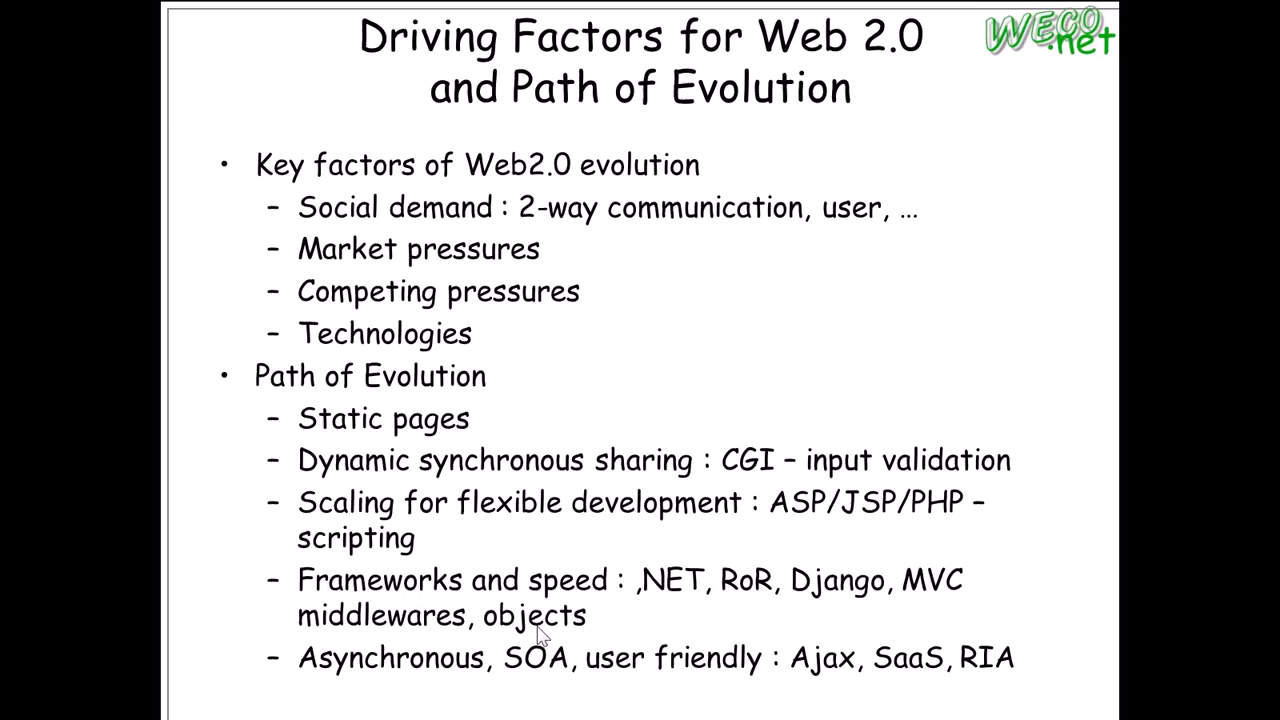 Driving Factors for Web 2.0
and Path of Evolution
WECO
.net
• Key factors of Web2.0 evolution
– Social demand : 2-way communication, user, …
– Market pressures
– Competing pressures
– Technologies
• Path of Evolution
– Static pages
– Dynamic synchronous sharing : CGI – input validation
– Scaling for flexible development : ASP/JSP/PHP –
scripting
– Frameworks and speed : ,NET, RoR, Django, MVC
middlewares, objects
– Asynchronous, SOA, user friendly : Ajax, SaaS, RIA